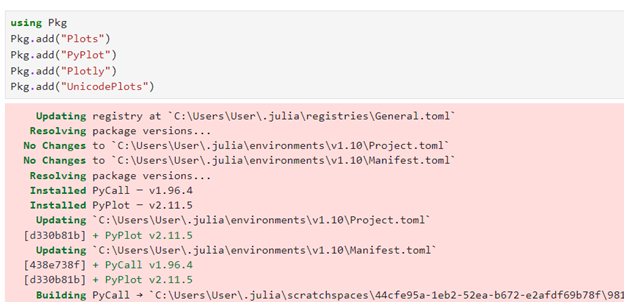 using Pkg
Pkg.add("Plots")
Pkg.add("PyPlot")
Pkg.add("Plotly")
Pkg.add("UnicodePlots")
Updating registry at `C:\Users\User\.julia\registries\General.toml`
Resolving package versions...
No Changes to `C:\Users\User\.julia\environments\v1.10\Project.toml`
No Changes to `C:\Users\User\.julia\environments\v1.10\Manifest.toml`
Resolving package versions...
Installed PyCall — v1.96.4
Installed PyPlot — v2.11.5
Updating `C:\Users\User\.julia\environments\v1.10\Project.toml`
[d330b81b] + PyPlot v2.11.5
Updating `C:\Users\User\.julia\environments\v1.10\Manifest.toml`
[438e738f] + PyCall v1.96.4
[d330b81b] + PyPlot v2.11.5
Building PyCall → `C:\Users\User\.julia\scratchspaces\44cfe95a-1eb2-52ea-b672-e2afdf69b78f\981